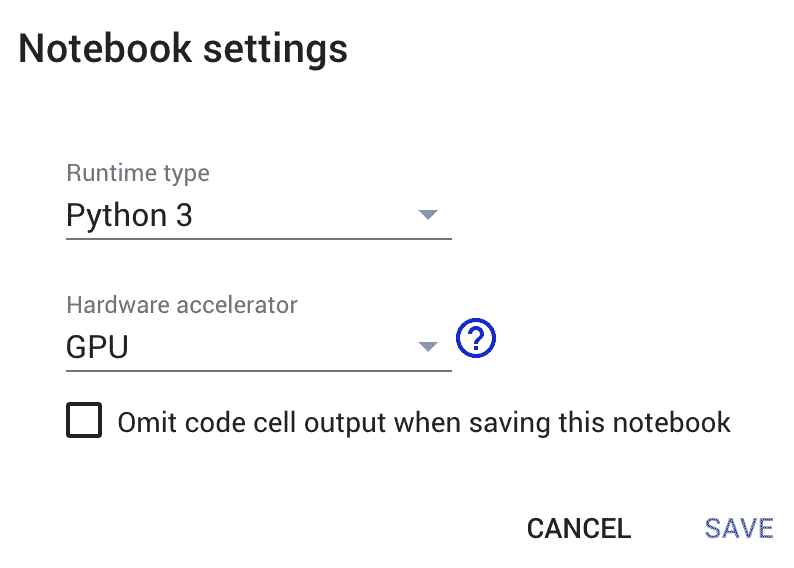 Notebook settings
Runtime type
Python 3
Hardware accelerator
GPU
?
Omit code cell output when saving this notebook
CANCEL SAVE